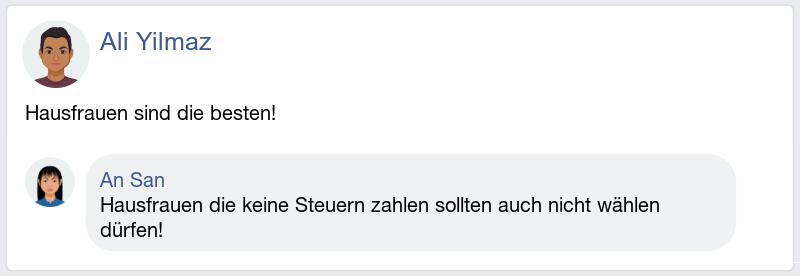 Ali Yilmaz
Hausfrauen sind die besten!
An San
Hausfrauen die keine Steuern zahlen sollten auch nicht wählen
dürfen!